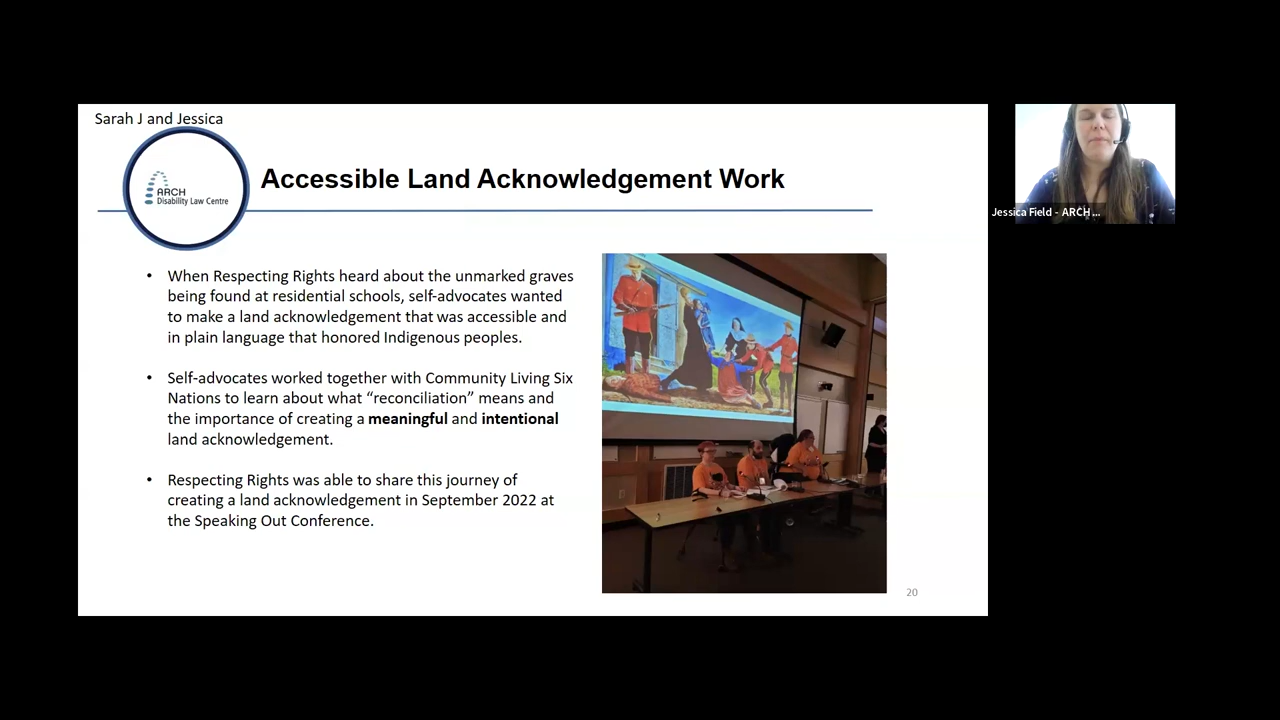 Sarah J and Jessica
ARCH
Disability Law Centre
Accessible Land Acknowledgement Work
• When Respecting Rights heard about the unmarked graves
being found at residential schools, self-advocates wanted
to make a land acknowledgement that was accessible and
in plain language that honored Indigenous peoples.
• Self-advocates worked together with Community Living Six
Nations to learn about what “reconciliation” means and
the importance of creating a meaningful and intentional
land acknowledgement.
• Respecting Rights was able to share this journey of
creating a land acknowledgement in September 2022 at
the Speaking Out Conference.
20
Jessica Field - ARCH ...